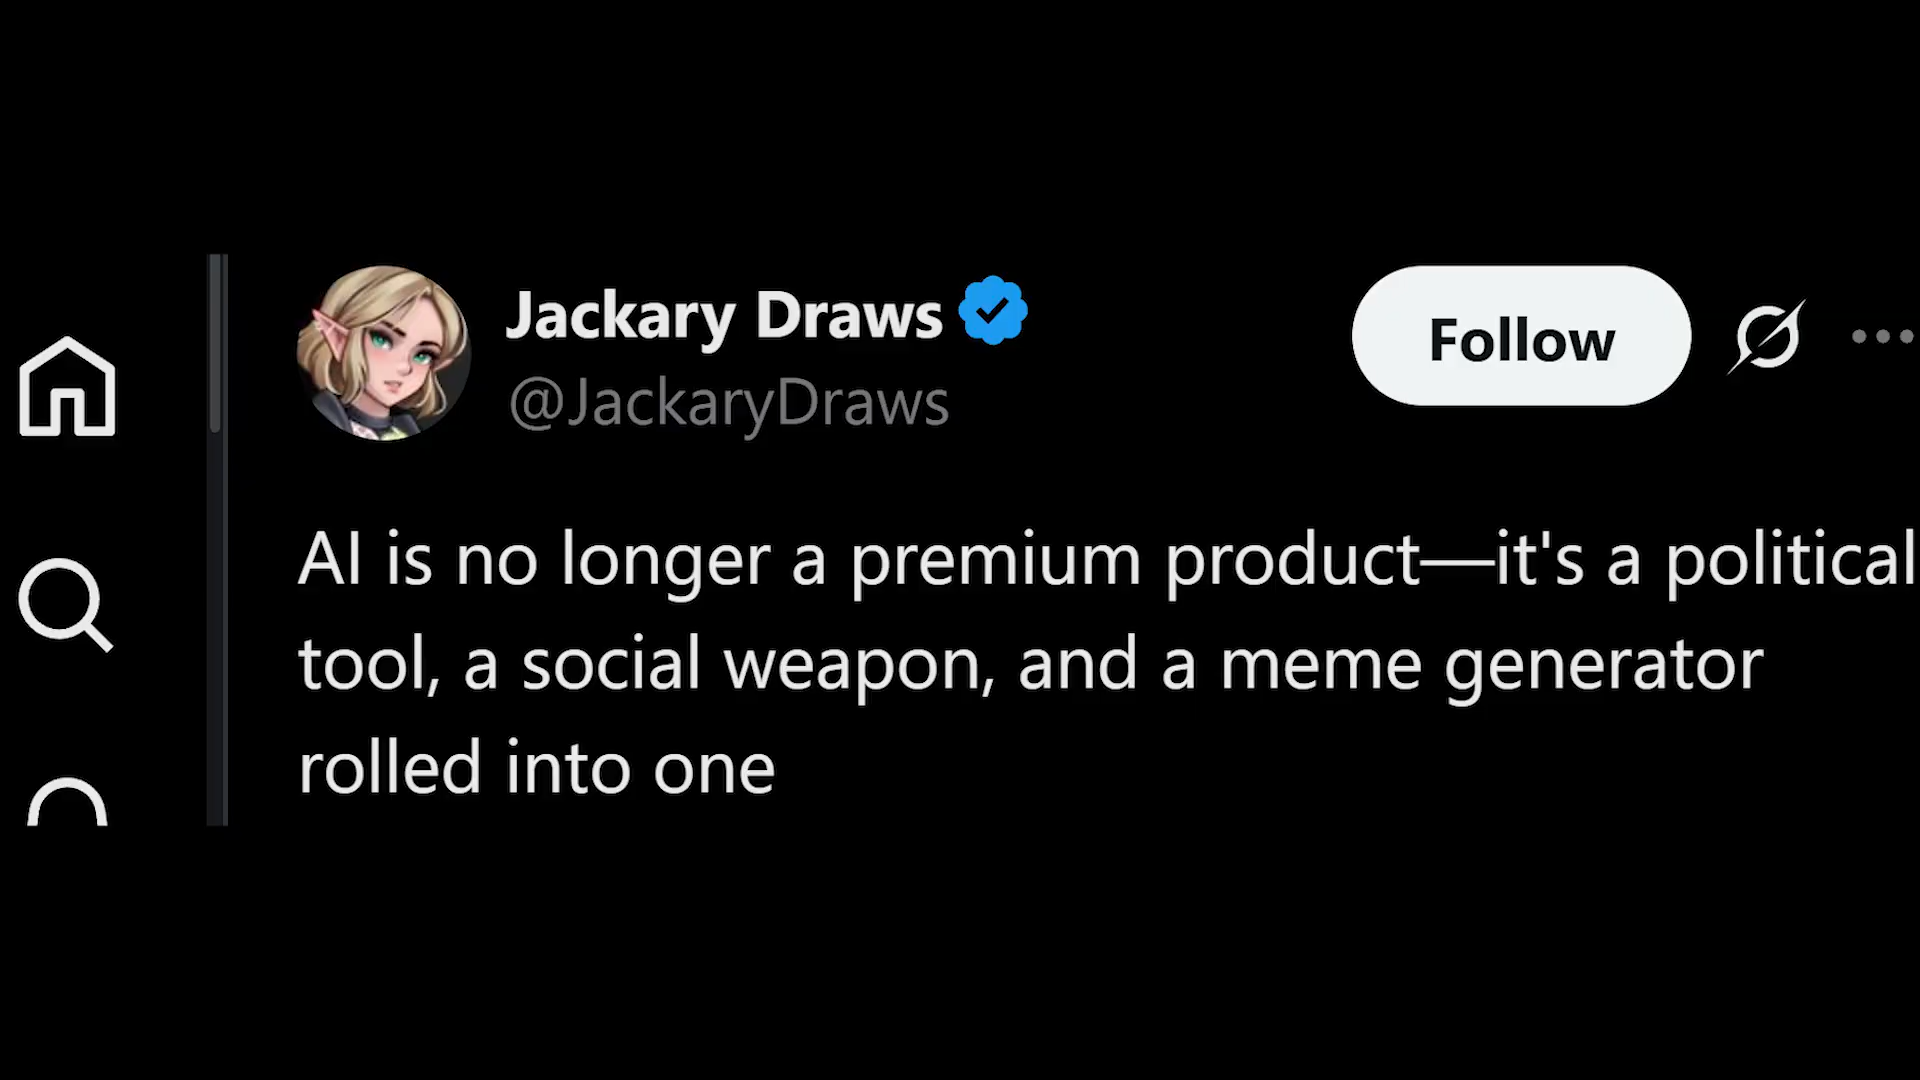 Jackary Draws
Follow
@JackaryDraws
AI is no longer a premium product—it's a political
tool, a social weapon, and a meme generator
rolled into one